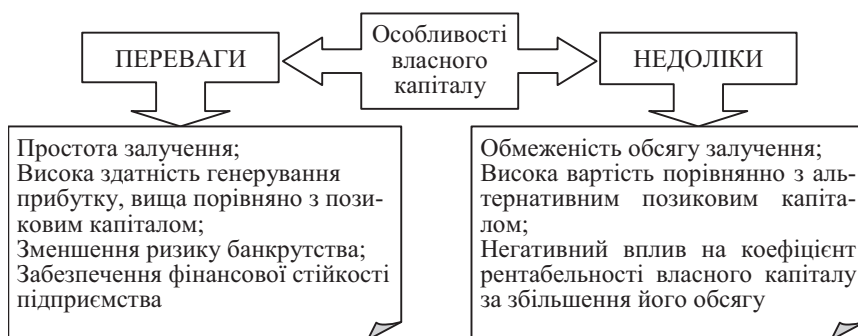 Особливості
власного
капіталу
ПЕРЕВАГИ
НЕДОЛІКИ
Простота залучення;
Висока здатність генерування
прибутку, вища порівняно з пози-
ковим капіталом;
Зменшення ризику банкрутства;
Забезпечення фінансової стійкості
підприємства
Обмеженість обсягу залучення;
Висока вартість порівнянно з аль-
тернативним позиковим капіта-
лом;
Негативний вплив на коефіцієнт
рентабельності власного капіталу
за збільшення його обсягу